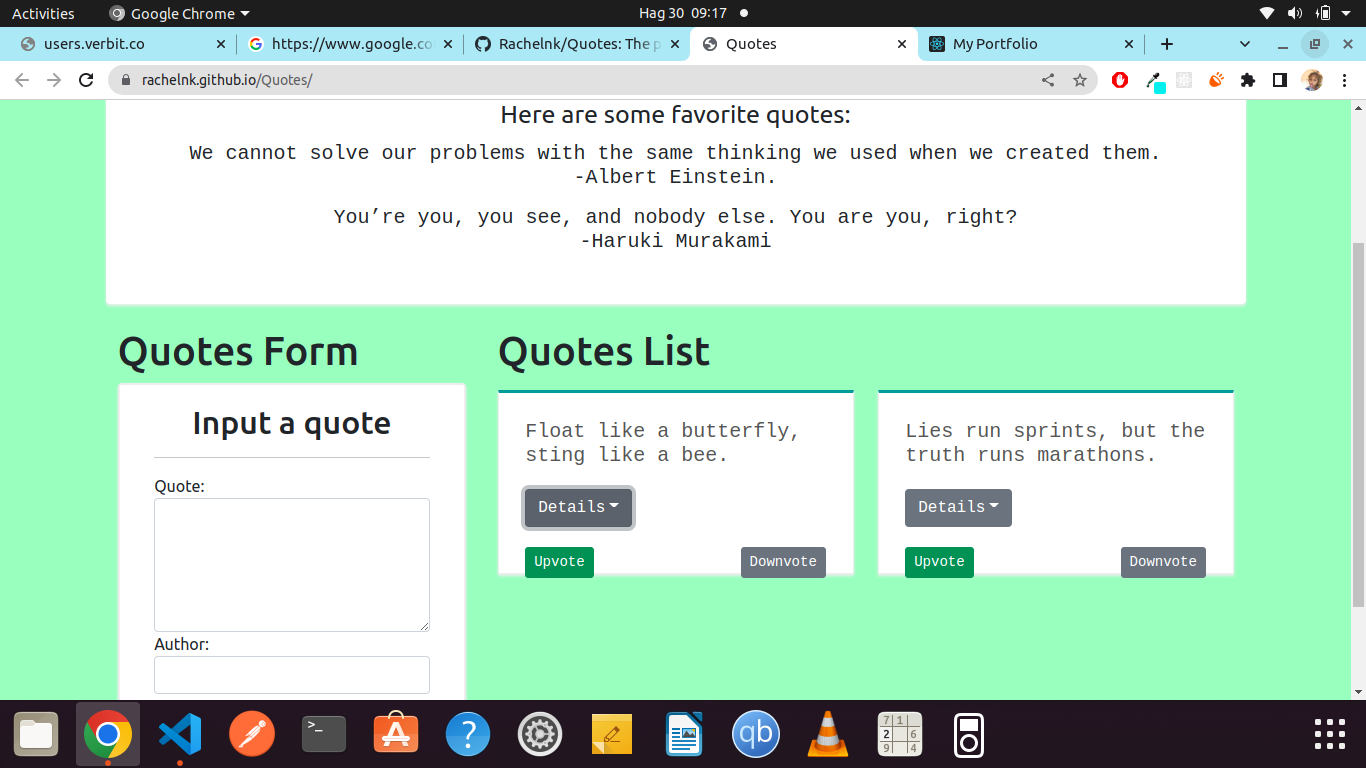 Activities
Google Chrome
Hag 30 09:17
users.verbit.co
https://www.google.co
Rachelnk/Quotes: The p
Quotes
My Portfolio
rachelnk.github.io/Quotes/
Here are some favorite quotes:
We cannot solve our problems with the same thinking we used when we created them.
-Albert Einstein.
You’re you, you see, and nobody else. You are you, right?
-Haruki Murakami
Quotes Form
Input a quote
Quote:
Author:
Quotes List
Float like a butterfly,
sting like a bee.
Details
Upvote
Downvote
Lies run sprints, but the
truth runs marathons.
Details
Upvote
Downvote
>_
A
?
qb
7 1
2 6
9 4